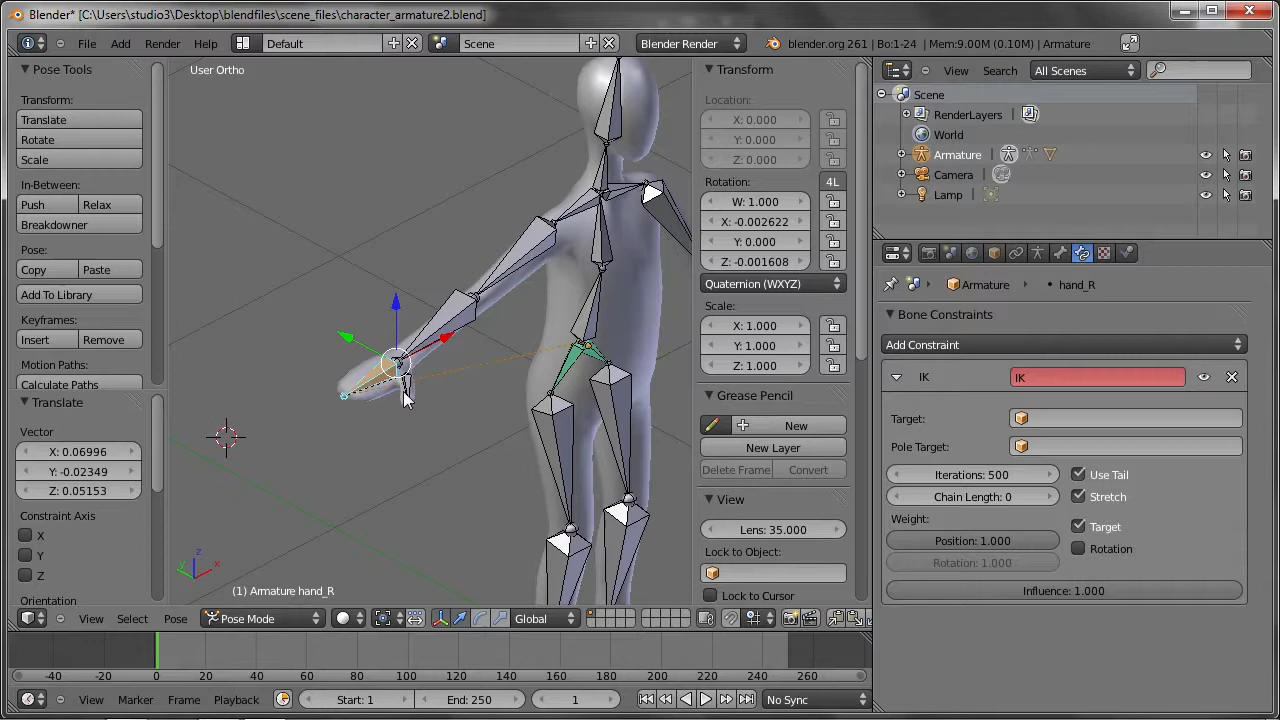 Blender* [C:\Users\studio3\Desktop\blendfiles\scene_files\character_armature2.blend]
File Add Render Help Default Scene Blender Render blender.org 261 | Bo:1-24 | Mem:9.00M (0.10M) | Armature
Pose Tools
Transform:
Translate
Rotate
Scale
In-Between:
Push Relax
Breakdowner
Pose:
Copy Paste
Add To Library
Keyframes:
Insert Remove
Motion Paths:
Calculate Paths
Translate
Vector
X: 0.06996
Y: -0.02349
Z: 0.05153
Constraint Axis
X
Y
Z
Orientation
User Ortho
z
y x
(1) Armature hand_R
View Select Pose Pose Mode Global
Transform
Location:
X: 0.000
Y: 0.000
Z: 0.000
Rotation: 4L
W: 1.000
X: -0.002622
Y: 0.000
Z: -0.001608
Quaternion (WXYZ)
Scale:
X: 1.000
Y: 1.000
Z: 1.000
Grease Pencil
New
New Layer
Delete Frame Convert
View
Lens: 35.000
Lock to Object:
Lock to Cursor
View Search All Scenes
Scene
RenderLayers |
World
Armature |
Camera |
Lamp |
Armature hand_R
Bone Constraints
Add Constraint
IK IK
Target:
Pole Target:
Iterations: 500 Use Tail
Chain Length: 0 Stretch
Weight: Target
Position: 1.000 Rotation
Rotation: 1.000
Influence: 1.000
-40 -20 0 20 40 60 80 100 120 140 160 180 200 220 240 260
View Marker Frame Playback Start: 1 End: 250 1 No Sync